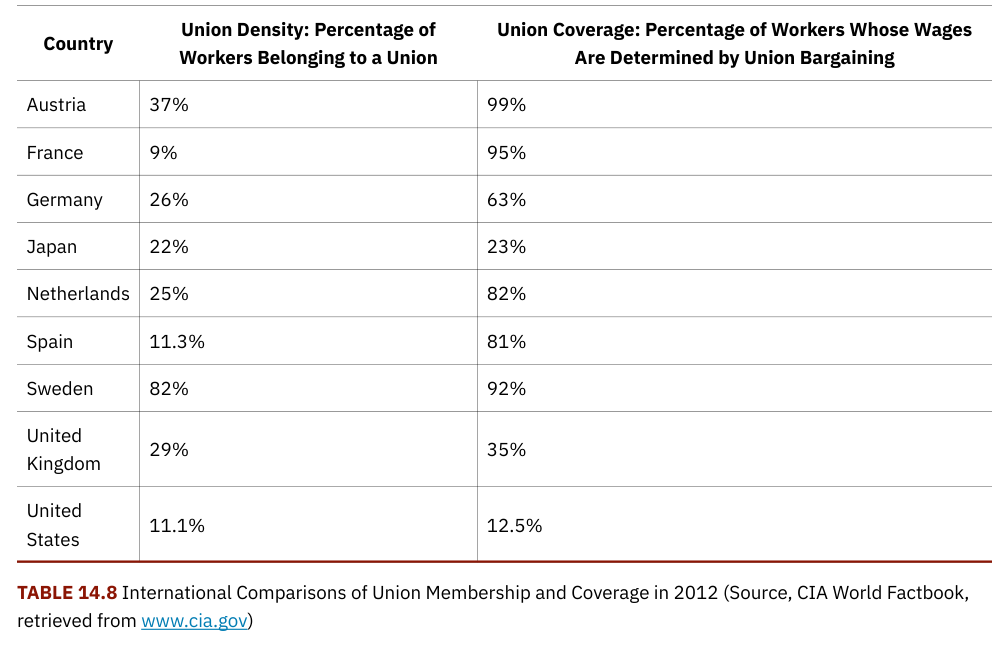 Country Union Density: Percentage of Workers Belonging to a Union Union Coverage: Percentage of Workers Whose Wages Are Determined by Union Bargaining
Austria 37% 99%
France 9% 95%
Germany 26% 63%
Japan 22% 23%
Netherlands 25% 82%
Spain 11.3% 81%
Sweden 82% 92%
United Kingdom 29% 35%
United States 11.1% 12.5%
TABLE 14.8 International Comparisons of Union Membership and Coverage in 2012 (Source, CIA World Factbook,
retrieved from www.cia.gov)